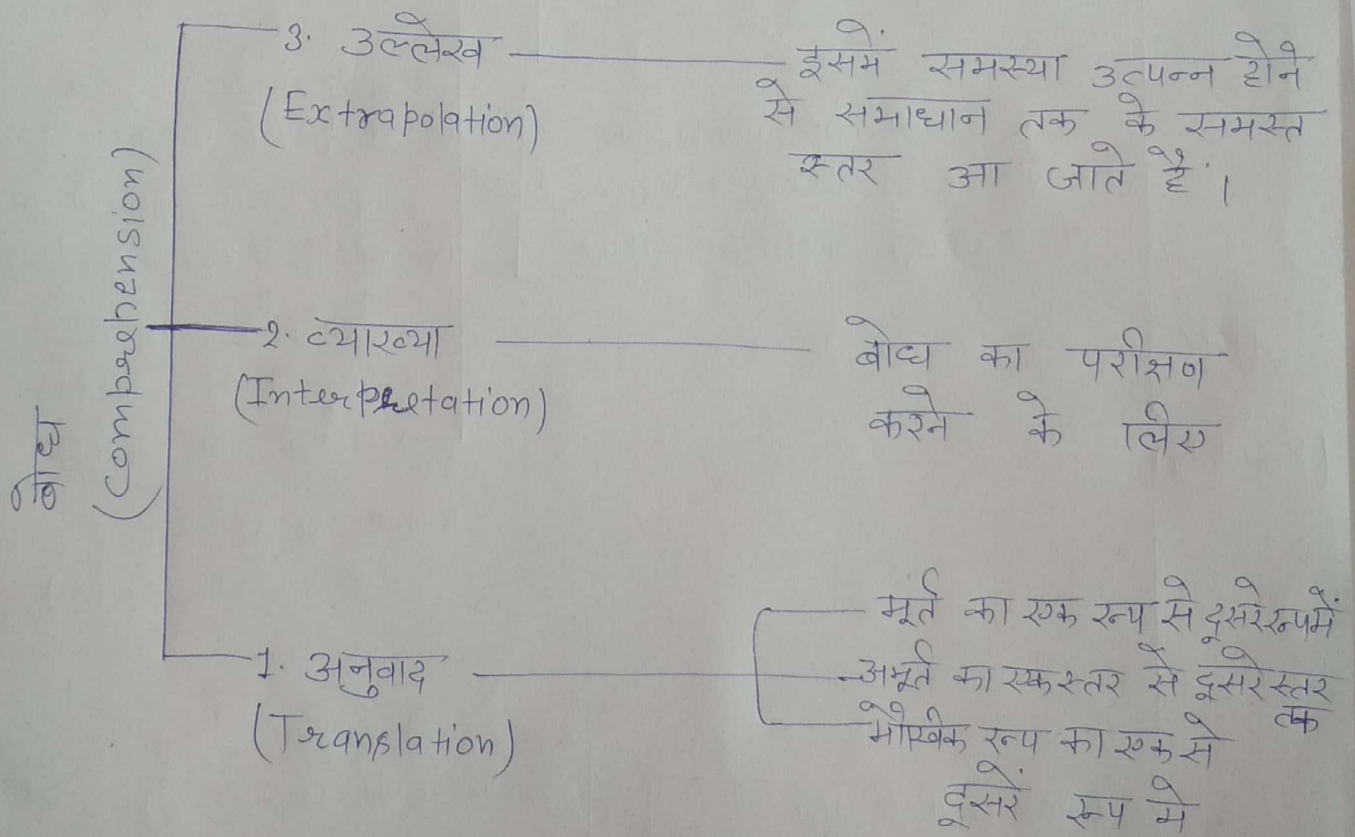 3. उल्लेख
(Extrapolation)
इसमें समस्या उत्पन्न होने
से समाधान तक के समस्त
स्तर आ जाते है।
बोध
(Comprehension)
2. व्याख्या
(Interpretation)
बोध का परीक्षण
करने के लिए
1. अनुवाद
(Translation)
मूर्त का एक रूप से दूसरे रूप में
अमूर्त का एक स्तर से दूसरे स्तर
तक
मौखिक रूप का एक से
दूसरें रूप मे